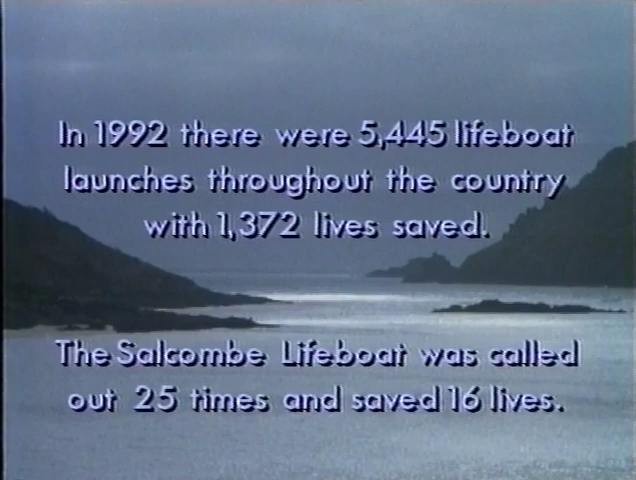 In 1992 there were 5,445 lifeboat
launches throughout the country
with 1,372 lives saved.
The Salcombe Lifeboat was called
out 25 times and saved 16 lives.